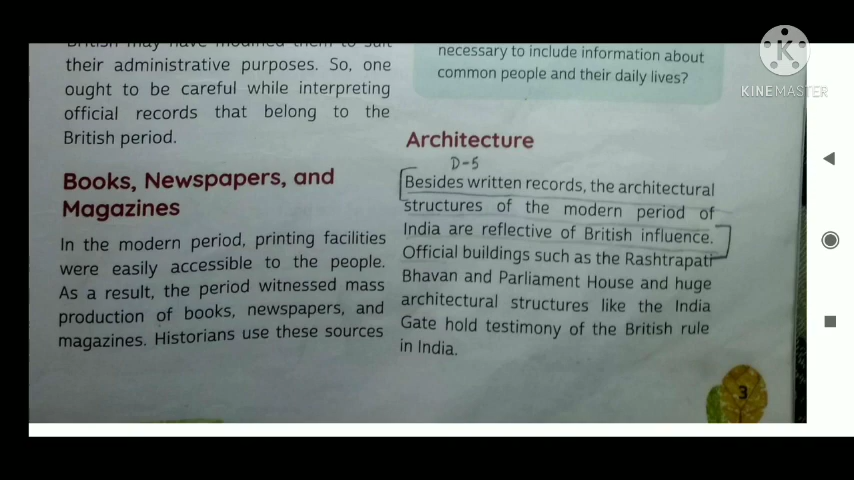 their administrative purposes. So, one
ought to be careful while interpreting
official records that belong to the
British period.
Books, Newspapers, and
Magazines
In the modern period, printing facilities
were easily accessible to the people.
As a result, the period witnessed mass
production of books, newspapers, and
magazines. Historians use these sources
necessary to include information about
common people and their daily lives?
Architecture
D-5
Besides written records, the architectural
structures of the modern period of
India are reflective of British influence.
Official buildings such as the Rashtrapati
Bhavan and Parliament House and huge
architectural structures like the India
Gate hold testimony of the British rule
in India.
3
K
KINEMASTER